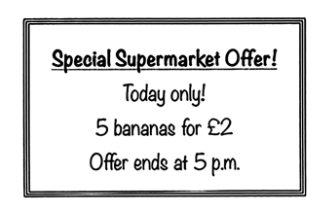 Special Supermarket Offer!
Today only!
5 bananas for £2
Offer ends at 5 p.m.